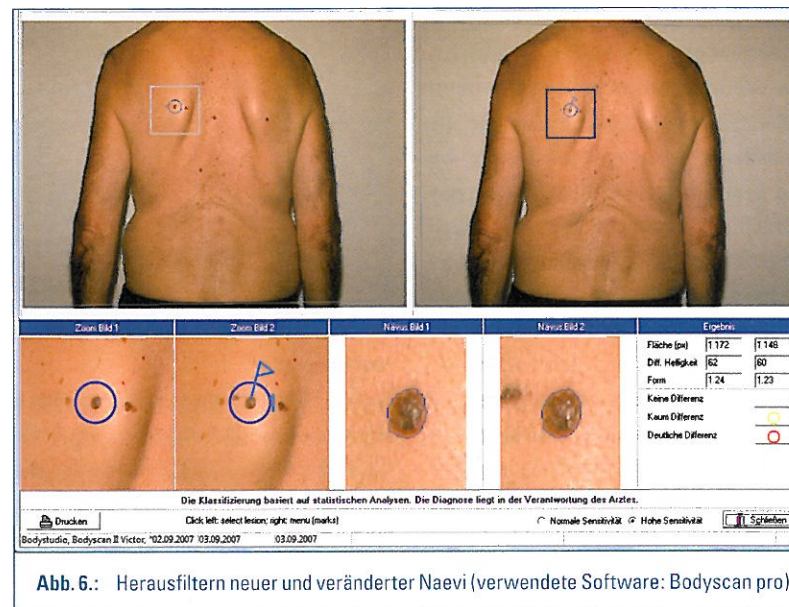 Zoom Bild 1
Zoom Bild 2
Nävus Bild 1
Nävus Bild 2
Ergebnis
Fläche (px) 1.172 1.148
Diff. Helligkeit 62 60
Form 1.24 1.23
Keine Differenz
Kaum Differenz
Deutliche Differenz
Die Klassifizierung basiert auf statistischen Analysen. Die Diagnose liegt in der Verantwortung des Arztes.
Drucken Click left: select lesion; right: menu (marks) Normale Sensitivität Hohe Sensitivität Schließen
Bodystudio, Bodyscan II Victor, *02.09.2007 03.09.2007 03.09.2007
Abb. 6.: Herausfiltern neuer und veränderter Naevi (verwendete Software: Bodyscan pro)